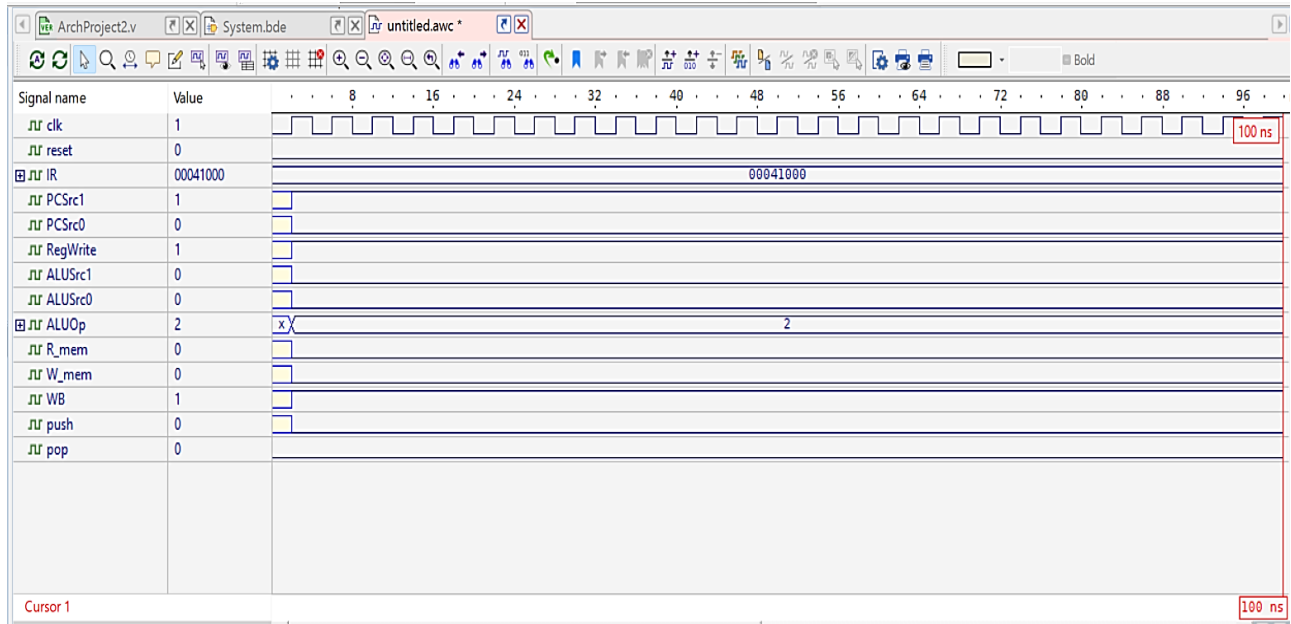 ArchProject2.v System.bde untitled.awc *
Bold
Signal name Value 8 16 24 32 40 48 56 64 72 80 88 96
clk 1 100 ns
reset 0
IR 00041000 00041000
PCSrc1 1
PCSrc0 0
RegWrite 1
ALUSrc1 0
ALUSrc0 0
ALUOp 2 x 2
R_mem 0
W_mem 0
WB 1
push 0
pop 0
Cursor 1 100 ns